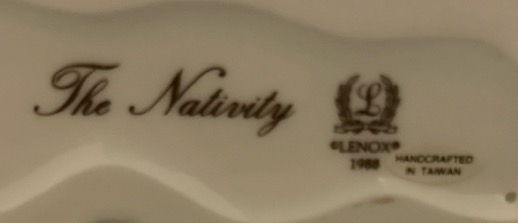 The Nativity
L
©LENOX®
1988
HANDCRAFTED
IN TAIWAN